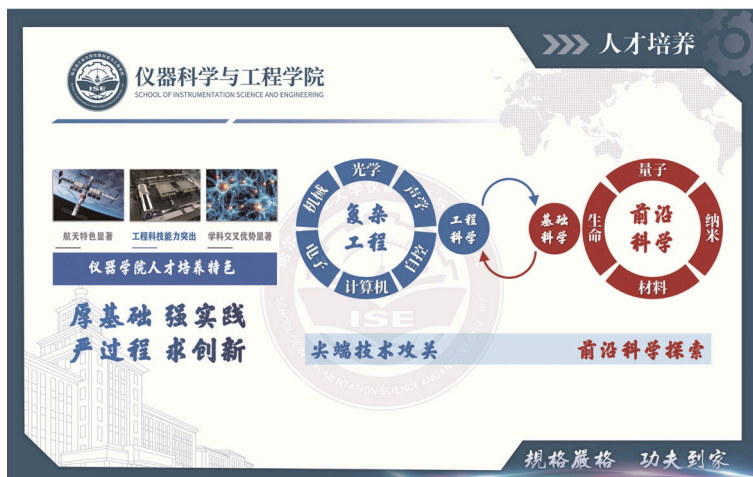 人才培养
仪器科学与工程学院
SCHOOL OF INSTRUMENTATION SCIENCE AND ENGINEERING
ISE
航天特色显著
工程科技能力突出
学科交叉优势显著
仪器学院人才培养特色
厚基础 强实践
严过程 求创新
光学
声学
自控
计算机
电子
机械
复杂
工程
工程
科学
基础
科学
量子
纳米
材料
生命
前沿
科学
ISE
尖端技术攻关
前沿科学探索
规格嚴格 功夫到家